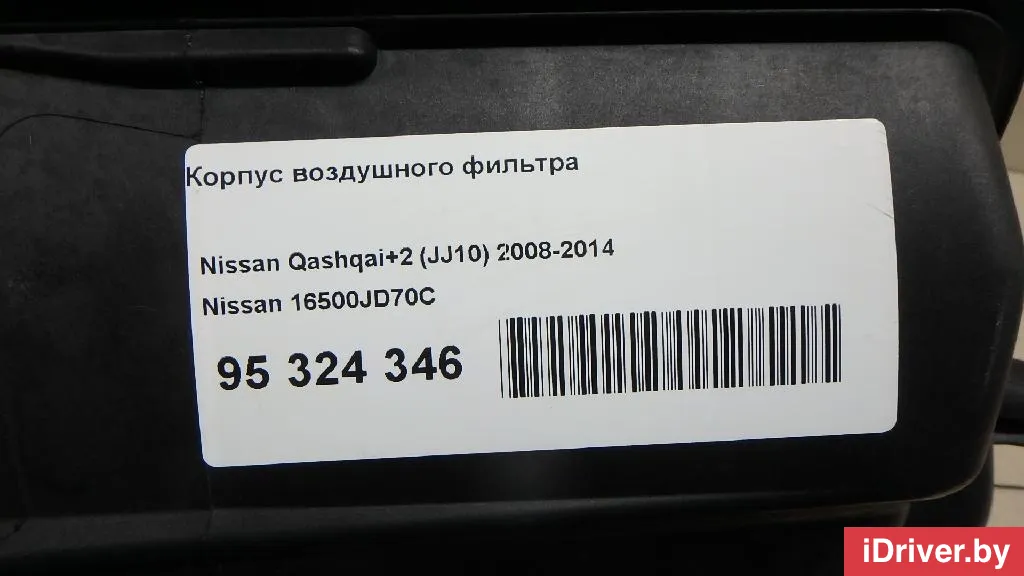 Корпус воздушного фильтра
Nissan Qashqai+2 (JJ10) 2008-2014
Nissan 16500JD70C
95 324 346
iDriver.by